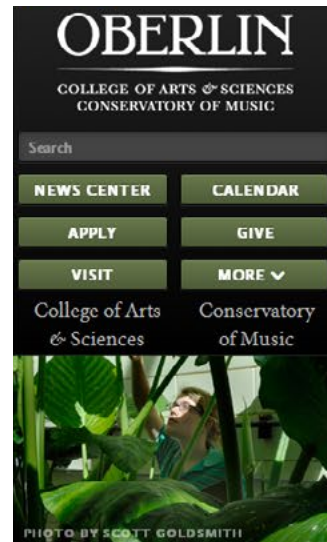 OBERLIN
COLLEGE OF ARTS & SCIENCES
CONSERVATORY OF MUSIC
Search
NEWS CENTER
CALENDAR
APPLY
GIVE
VISIT
MORE
College of Arts
& Sciences
Conservatory
of Music
PHOTO BY SCOTT GOLDSMITH